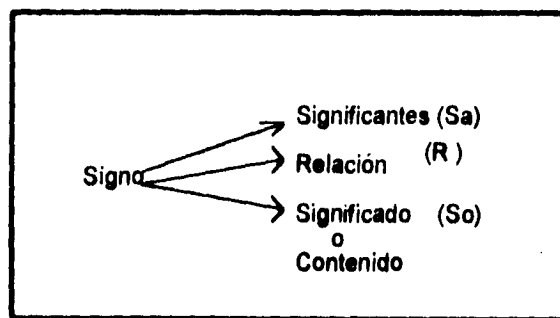 Significantes (Sa)
Signo
Relación (R )
Significado (So)
o
Contenido